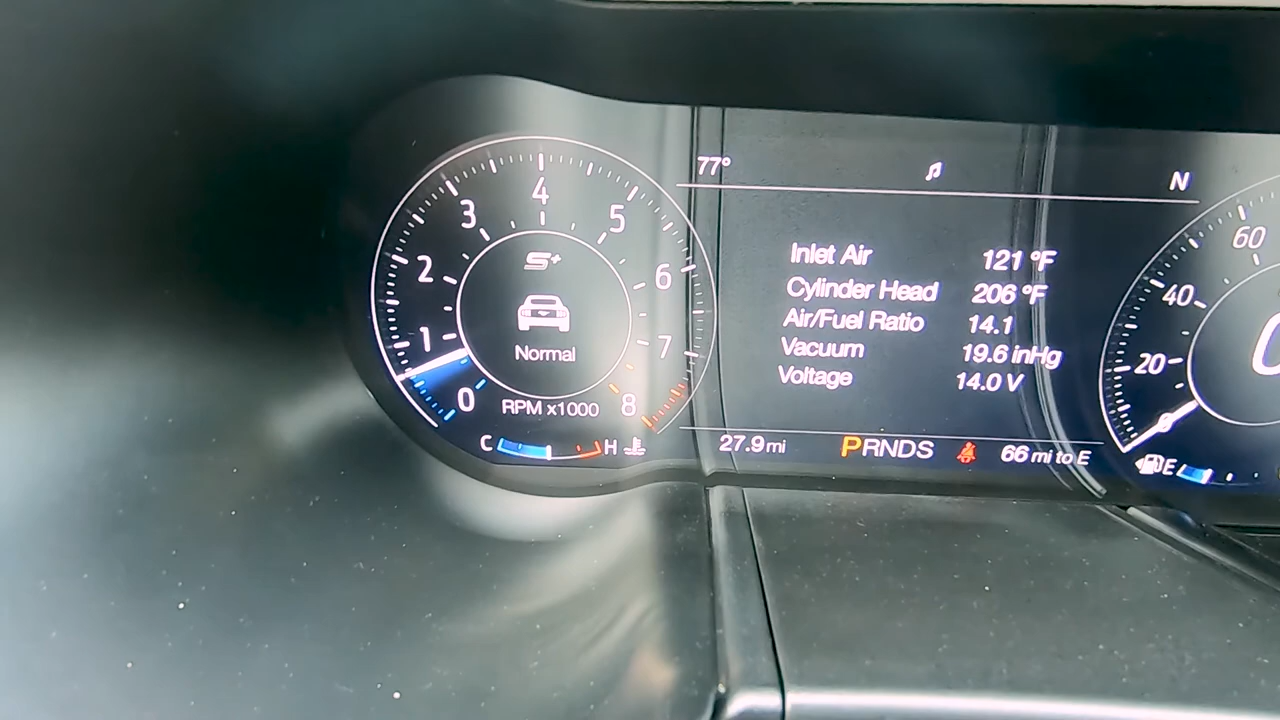 77° N
4
3 5
2 6
1 7
0 8
S+
Normal
RPM x1000
C H
Inlet Air 121 °F
Cylinder Head 206 °F
Air/Fuel Ratio 14.1
Vacuum 19.6 inHg
Voltage 14.0 V
27.9 mi PRNDS 66 mi to E
60
40
20
0
E